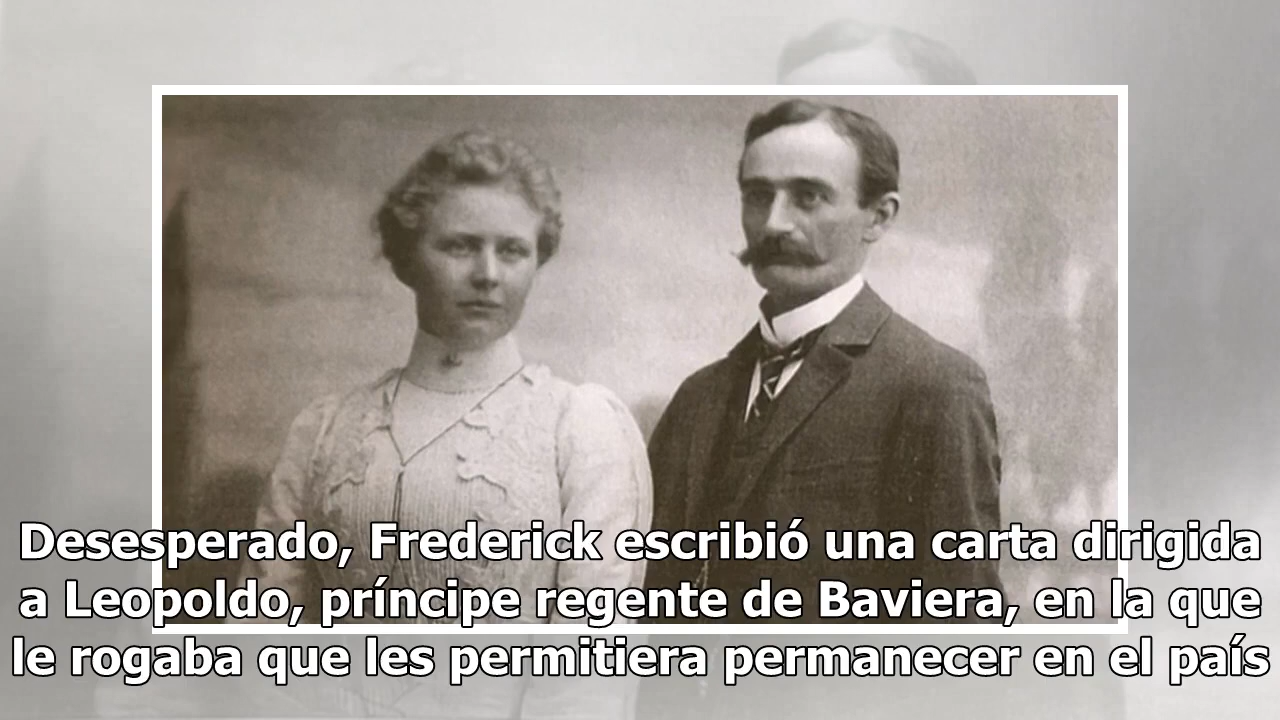 Desesperado, Frederick escribió una carta dirigida
a Leopoldo, príncipe regente de Baviera, en la que
le rogaba que les permitiera permanecer en el país